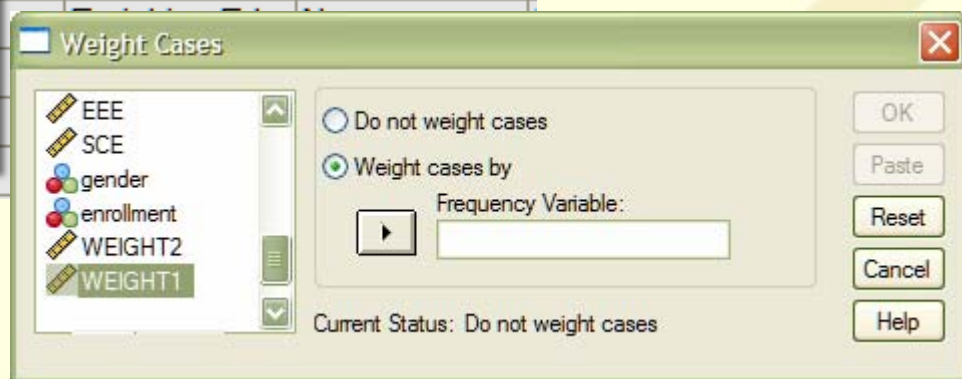 Weight Cases
EEE
SCE
gender
enrollment
WEIGHT2
WEIGHT1
Do not weight cases
Weight cases by
Frequency Variable:
Current Status: Do not weight cases
OK
Paste
Reset
Cancel
Help